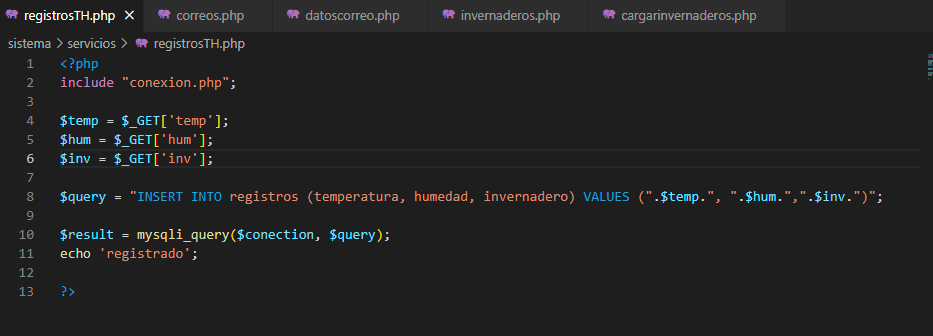 registrosTH.php correos.php datoscorreo.php invernaderos.php cargarinvernaderos.php
sistema > servicios > registrosTH.php
1 <?php
2 include "conexion.php";
3
4 $temp = $_GET['temp'];
5 $hum = $_GET['hum'];
6 $inv = $_GET['inv'];
7
8 $query = "INSERT INTO registros (temperatura, humedad, invernadero) VALUES (".$temp.", ".$hum.",".$inv.")";
9
10 $result = mysqli_query($conection, $query);
11 echo 'registrado';
12
13 ?>